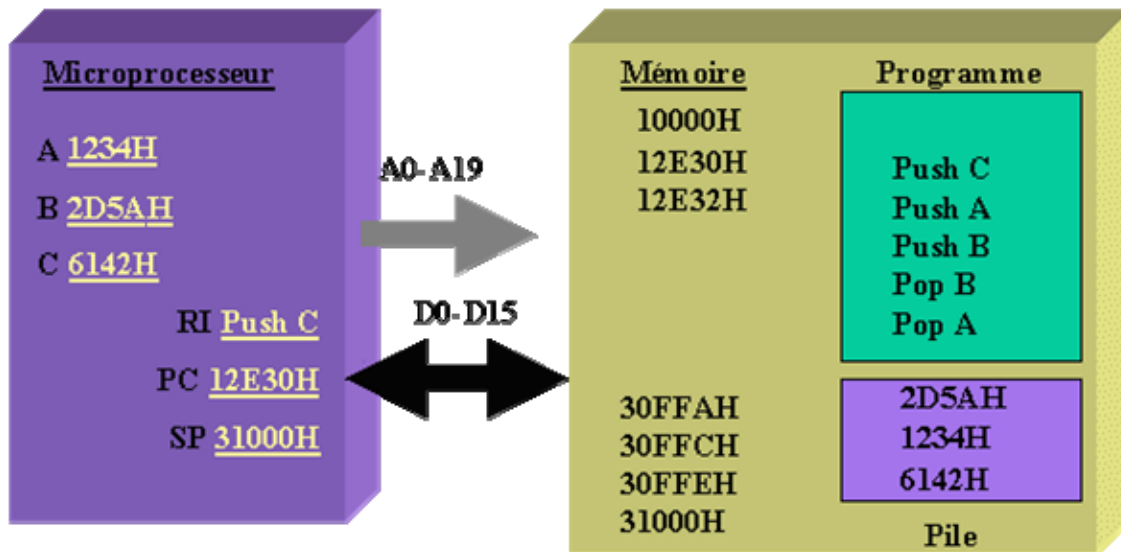 Microprocesseur
A 1234H
B 2D5AH
C 6142H
RI Push C
PC 12E30H
SP 31000H
A0-A19
D0-D15
Mémoire
10000H
12E30H
12E32H
30FFAH
30FFCH
30FFEH
31000H
Programme
Push C
Push A
Push B
Pop B
Pop A
2D5AH
1234H
6142H
Pile